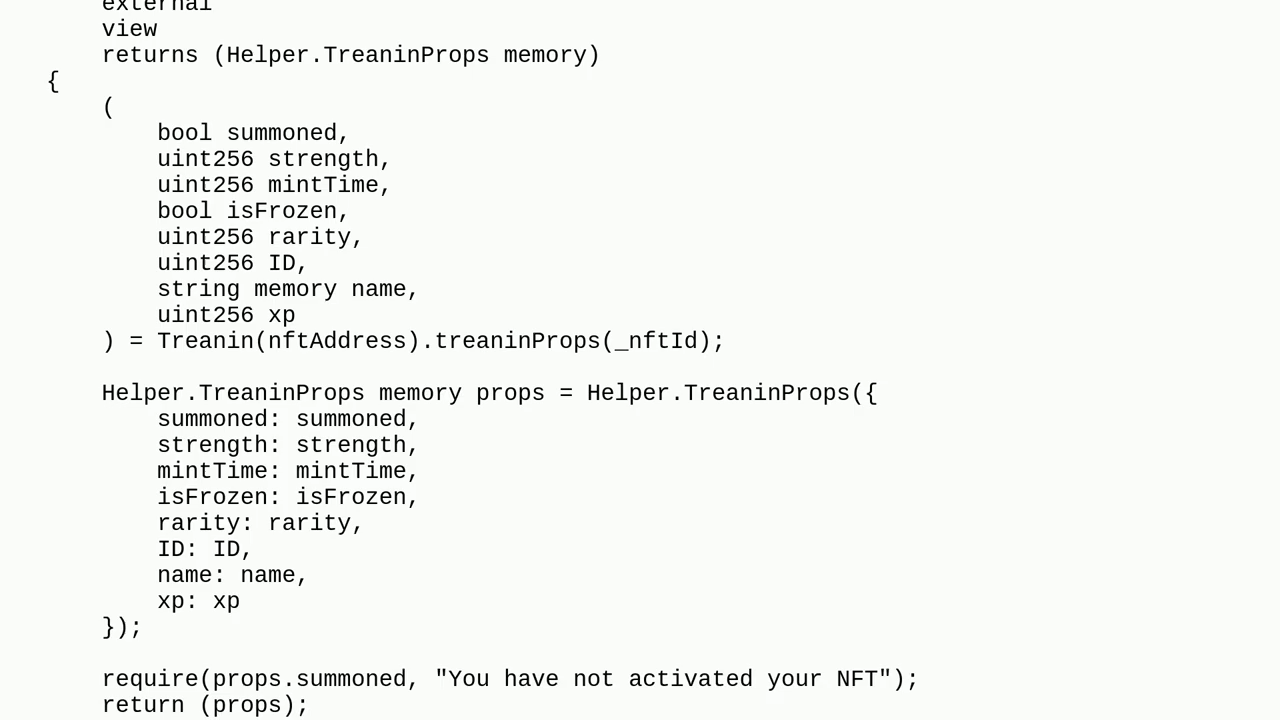 external
view
returns (Helper.TreaninProps memory)
{
(
bool summoned,
uint256 strength,
uint256 mintTime,
bool isFrozen,
uint256 rarity,
uint256 ID,
string memory name,
uint256 xp
) = Treanin(nftAddress).treaninProps(_nftId);
Helper.TreaninProps memory props = Helper.TreaninProps({
summoned: summoned,
strength: strength,
mintTime: mintTime,
isFrozen: isFrozen,
rarity: rarity,
ID: ID,
name: name,
xp: xp
});
require(props.summoned, "You have not activated your NFT");
return (props);